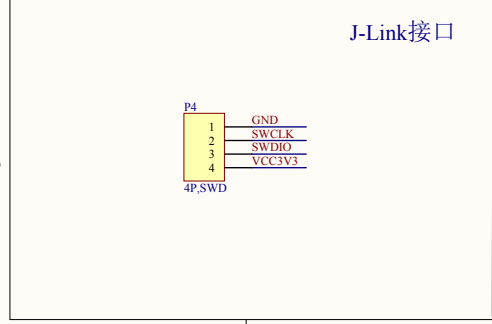 J-Link接口
P4
1 GND
2 SWCLK
3 SWDIO
4 VCC3V3
4P,SWD